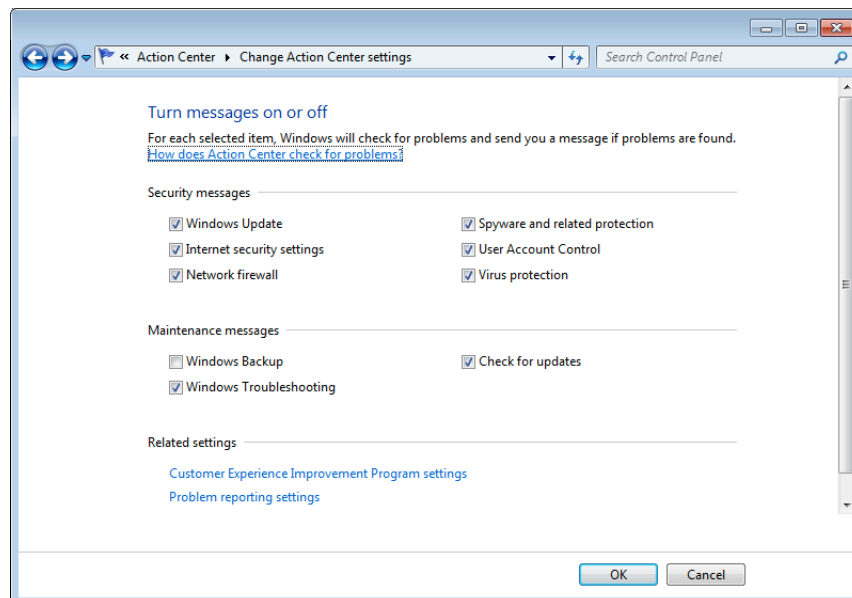 « Action Center ▸ Change Action Center settings
Search Control Panel
Turn messages on or off
For each selected item, Windows will check for problems and send you a message if problems are found.
How does Action Center check for problems?
Security messages
Windows Update
Spyware and related protection
Internet security settings
User Account Control
Network firewall
Virus protection
Maintenance messages
Windows Backup
Check for updates
Windows Troubleshooting
Related settings
Customer Experience Improvement Program settings
Problem reporting settings
OK
Cancel